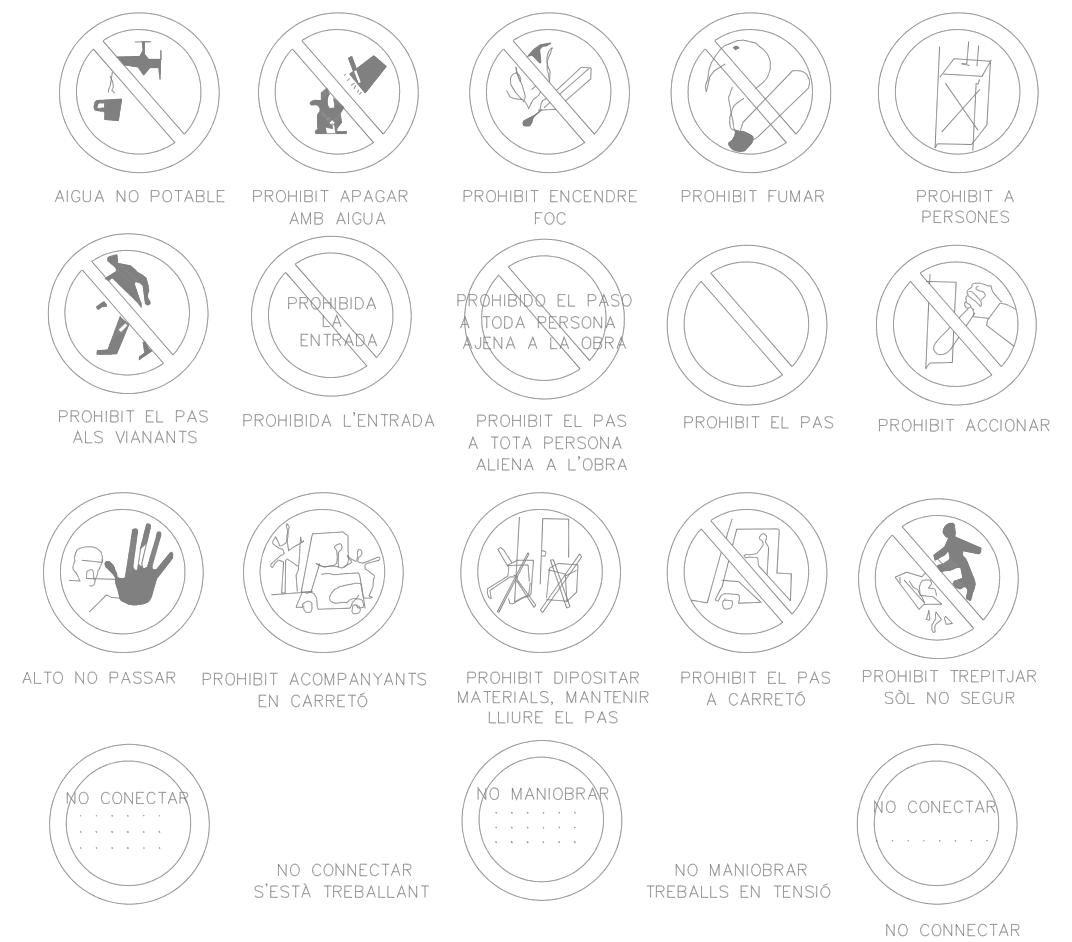 AIGUA NO POTABLE
PROHIBIT APAGAR
AMB AIGUA
PROHIBIT ENCENDRE
FOC
PROHIBIT FUMAR
PROHIBIT A
PERSONES
PROHIBIDA
LA
ENTRADA
PROHIBIDO EL PASO
A TODA PERSONA
AJENA A LA OBRA
PROHIBIT EL PAS
ALS VIANANTS
PROHIBIDA L'ENTRADA
PROHIBIT EL PAS
A TOTA PERSONA
ALIENA A L'OBRA
PROHIBIT EL PAS
PROHIBIT ACCIONAR
ALTO NO PASSAR
PROHIBIT ACOMPANYANTS
EN CARRETÓ
PROHIBIT DIPOSITAR
MATERIALS, MANTENIR
LLIURE EL PAS
PROHIBIT EL PAS
A CARRETÓ
PROHIBIT TREPITJAR
SÒL NO SEGUR
NO CONECTAR
NO CONNECTAR
S'ESTÀ TREBALLANT
NO MANIOBRAR
NO MANIOBRAR
TREBALLS EN TENSIÓ
NO CONECTAR
NO CONNECTAR